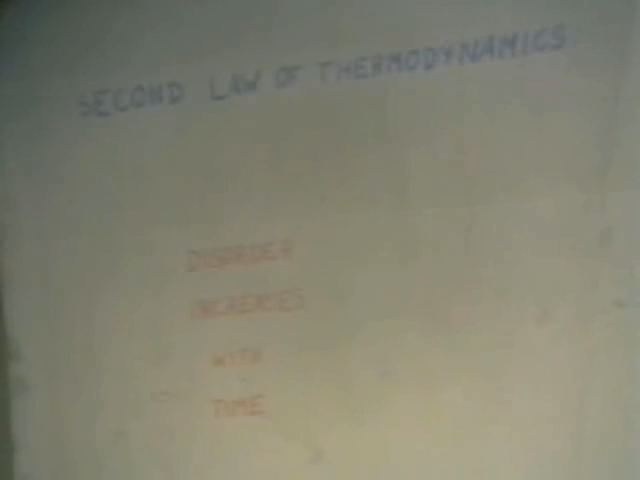 SECOND LAW OF THERMODYNAMICS
DISORDER
INCREASES
WITH
TIME